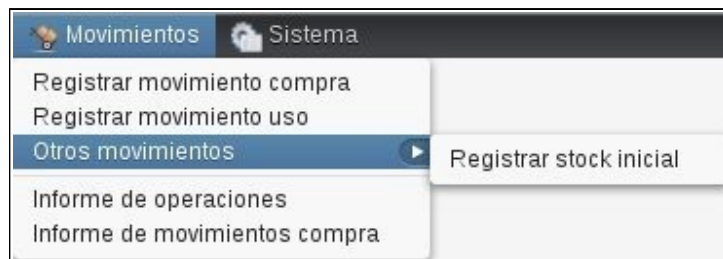 Movimientos Sistema
Registrar movimiento compra
Registrar movimiento uso
Otros movimientos
Registrar stock inicial
Informe de operaciones
Informe de movimientos compra